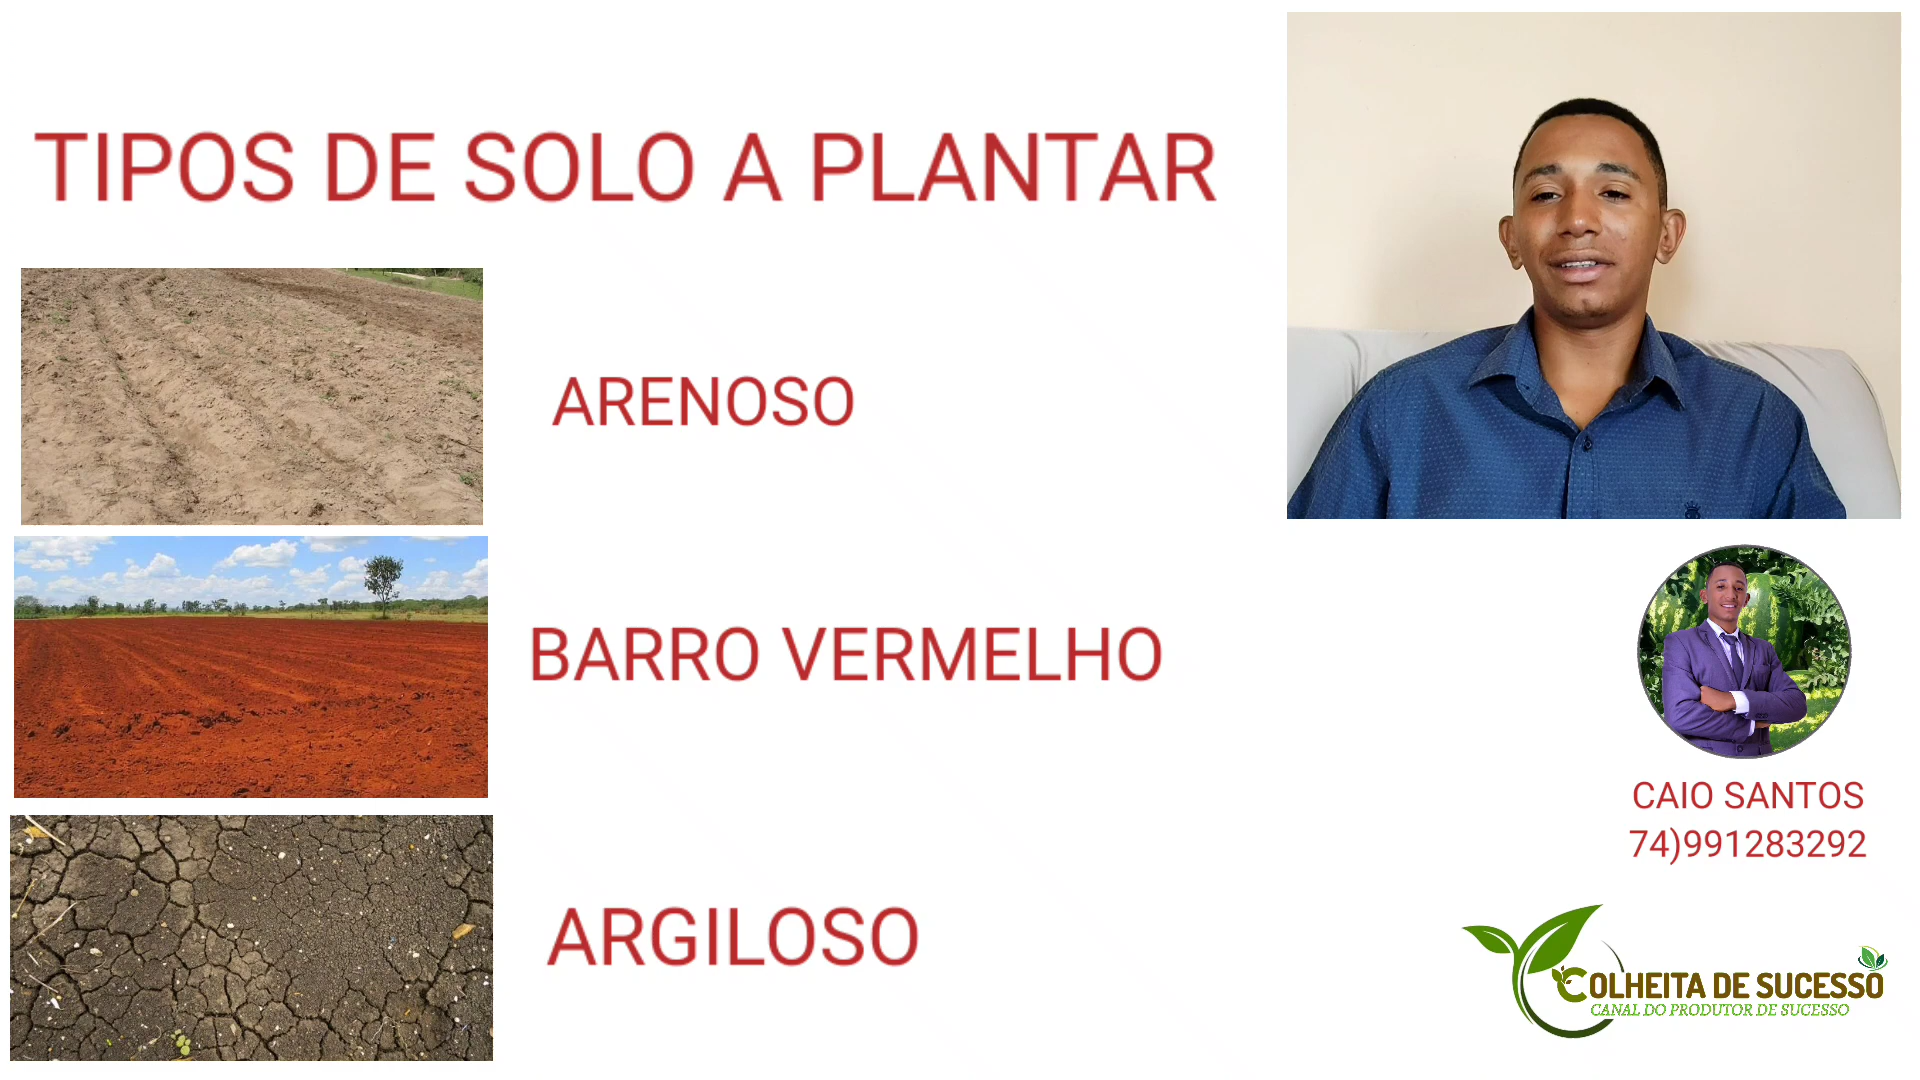 TIPOS DE SOLO A PLANTAR
ARENOSO
BARRO VERMELHO
ARGILOSO
CAIO SANTOS
74)991283292
COLHEITA DE SUCESSO
CANAL DO PRODUTOR DE SUCESSO